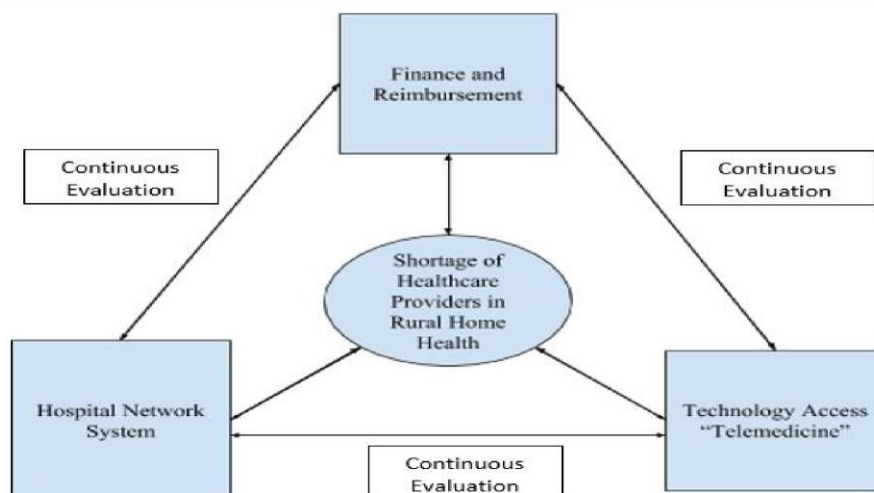 Finance and
Reimbursement
Continuous
Evaluation
Continuous
Evaluation
Shortage of
Healthcare
Providers in
Rural Home
Health
Hospital Network
System
Technology Access
“Telemedicine”
Continuous
Evaluation